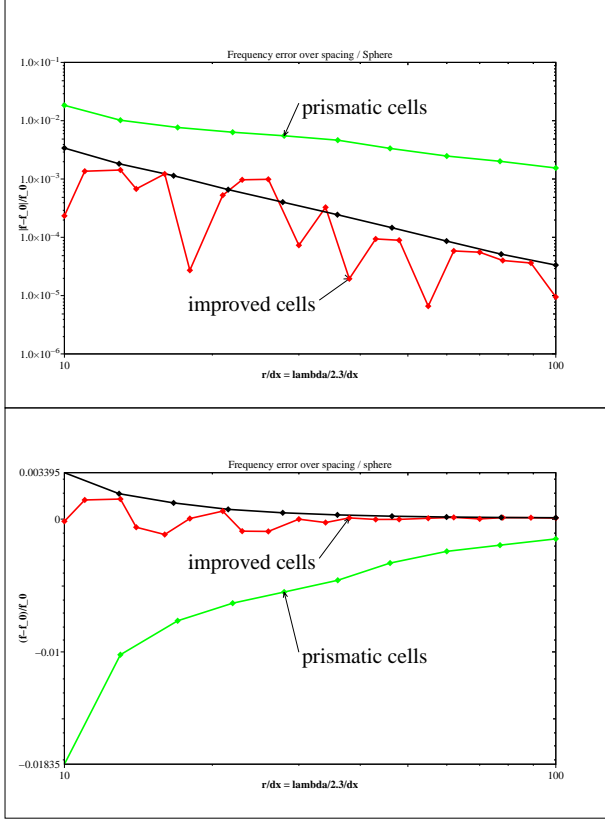 Frequency error over spacing / Sphere
1.0×10⁻¹
1.0×10⁻²
1.0×10⁻³
1.0×10⁻⁴
1.0×10⁻⁵
1.0×10⁻⁶
|f−f_0|/f_0
prismatic cells
improved cells
10
100
r/dx = lambda/2.3/dx
Frequency error over spacing / sphere
0.003395
0
−0.01
−0.01835
(f−f_0)/f_0
improved cells
prismatic cells
10
100
r/dx = lambda/2.3/dx